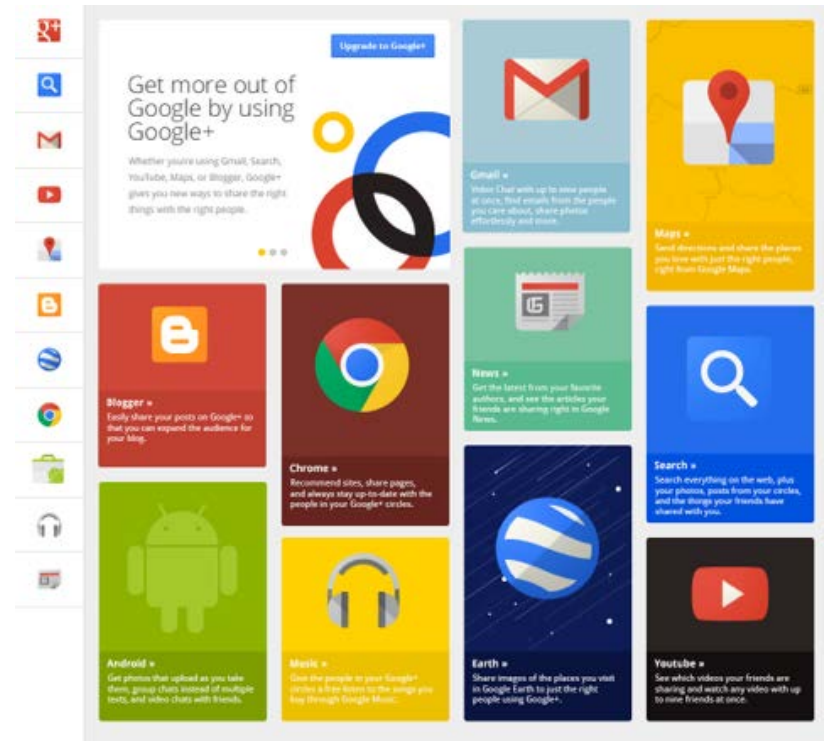 g+
Upgrade to Google+
Get more out of
Google by using
Google+
Whether you're using Gmail, Search,
YouTube, Maps, or Blogger, Google+
gives you new ways to share the right
things with the right people.
Gmail »
Video Chat with up to nine people
at once, find emails from the people
you care about, share photos
effortlessly and more.
Maps »
Send directions and share the places
you love with just the right people,
right from Google Maps.
Blogger »
Easily share your posts on Google+ so
that you can expand the audience for
your blog.
Chrome »
Recommend sites, share pages,
and always stay up-to-date with the
people in your Google+ circles.
G
News »
Get the latest from your favorite
authors, and see the articles your
friends are sharing right in Google
News.
Search »
Search everything on the web, plus
your photos, posts from your circles,
and the things your friends have
shared with you.
Android »
Get photos that upload as you take
them, group chats instead of multiple
texts, and video chats with friends.
Music »
Give the people in your Google+
circles a free listen to the songs you
buy through Google Music.
Earth »
Share images of the places you visit
in Google Earth to just the right
people using Google+.
Youtube »
See which videos your friends are
sharing and watch any video with up
to nine friends at once.